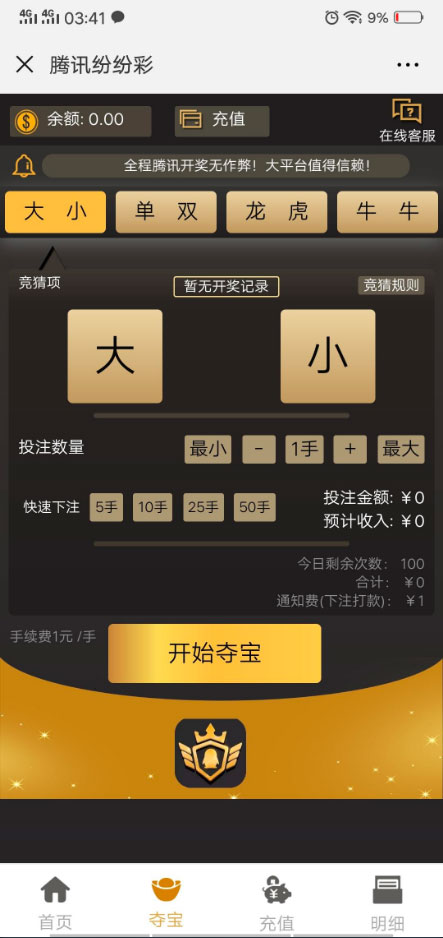 4G 4G 03:41 9%
腾讯纷纷彩
余额: 0.00 充值
在线客服
全程腾讯开奖无作弊！大平台值得信赖！
大 小 单 双 龙 虎 牛 牛
竞猜项 暂无开奖记录 竞猜规则
大 小
投注数量 最小 - 1手 + 最大
快速下注 5手 10手 25手 50手
投注金额: ¥0
预计收入: ¥0
今日剩余次数: 100
合计: ¥0
通知费(下注打款): ¥1
手续费1元 /手 开始夺宝
首页 夺宝 充值 明细